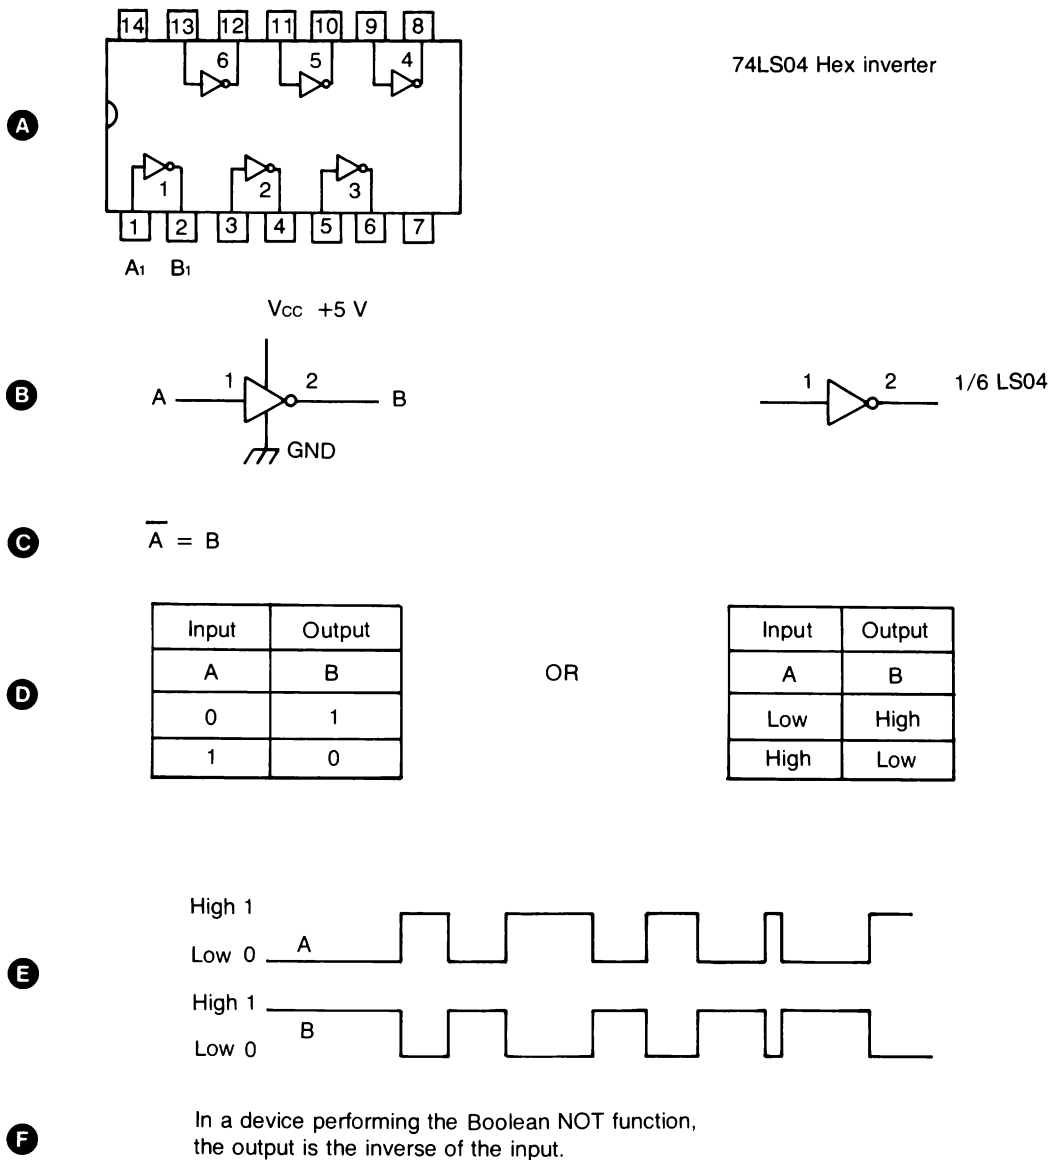 14 13 12 11 10 9 8
6 5 4
74LS04 Hex inverter
A
1 2 3
1 2 3 4 5 6 7
A1 B1
Vcc +5 V
B
A 1 2 B
GND
1 2 1/6 LS04
C
A̅ = B
D
Input Output
A B
0 1
1 0
OR
Input Output
A B
Low High
High Low
E
High 1
Low 0 A
High 1
B
Low 0
F
In a device performing the Boolean NOT function,
the output is the inverse of the input.